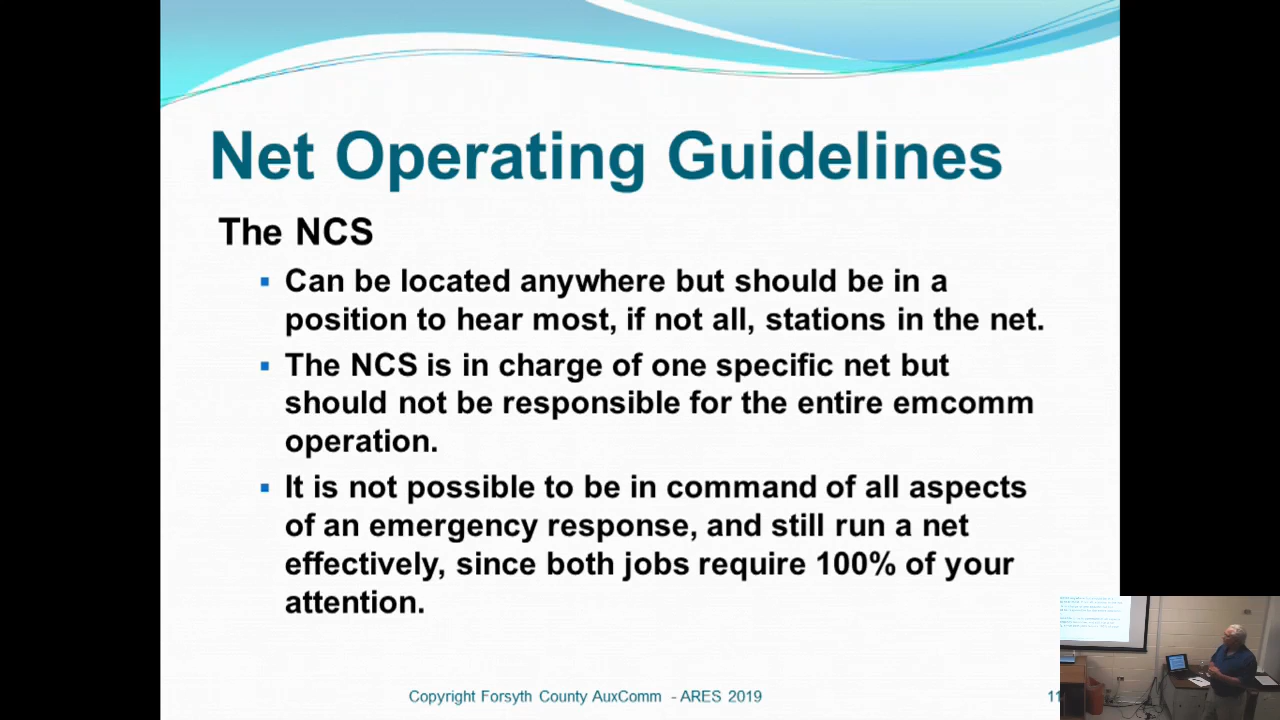 Net Operating Guidelines
The NCS
▪ Can be located anywhere but should be in a
position to hear most, if not all, stations in the net.
▪ The NCS is in charge of one specific net but
should not be responsible for the entire emcomm
operation.
▪ It is not possible to be in command of all aspects
of an emergency response, and still run a net
effectively, since both jobs require 100% of your
attention.
Copyright Forsyth County AuxComm - ARES 2019